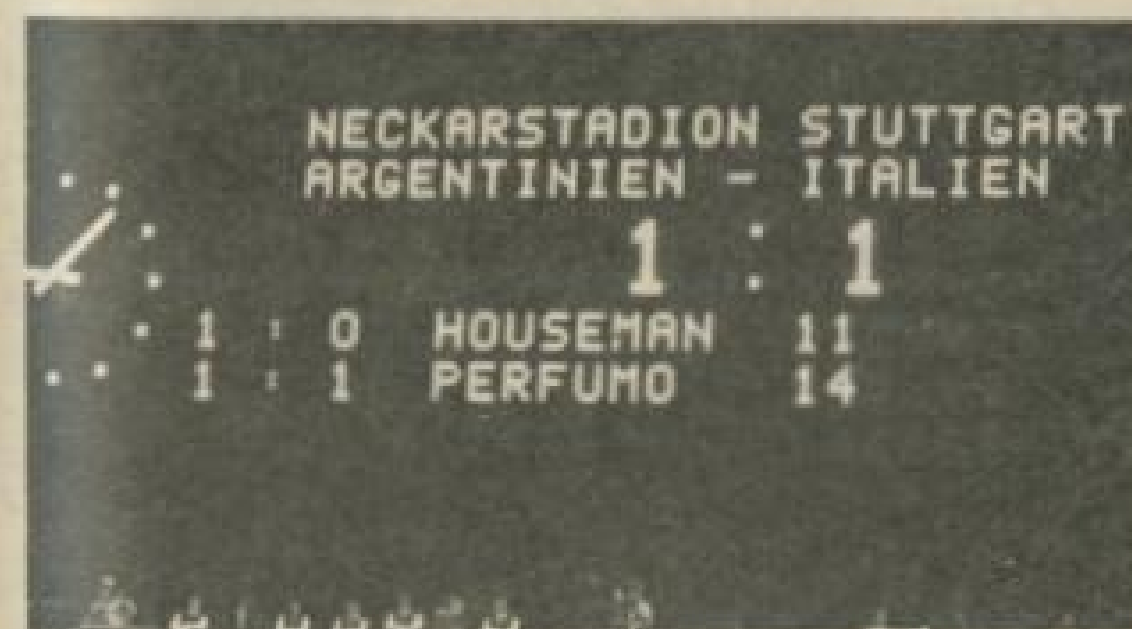 NECKARSTADION STUTTGART
ARGENTINIEN - ITALIEN
1 : 1
1 : 0 HOUSEMAN 11
1 : 1 PERFUMO 14